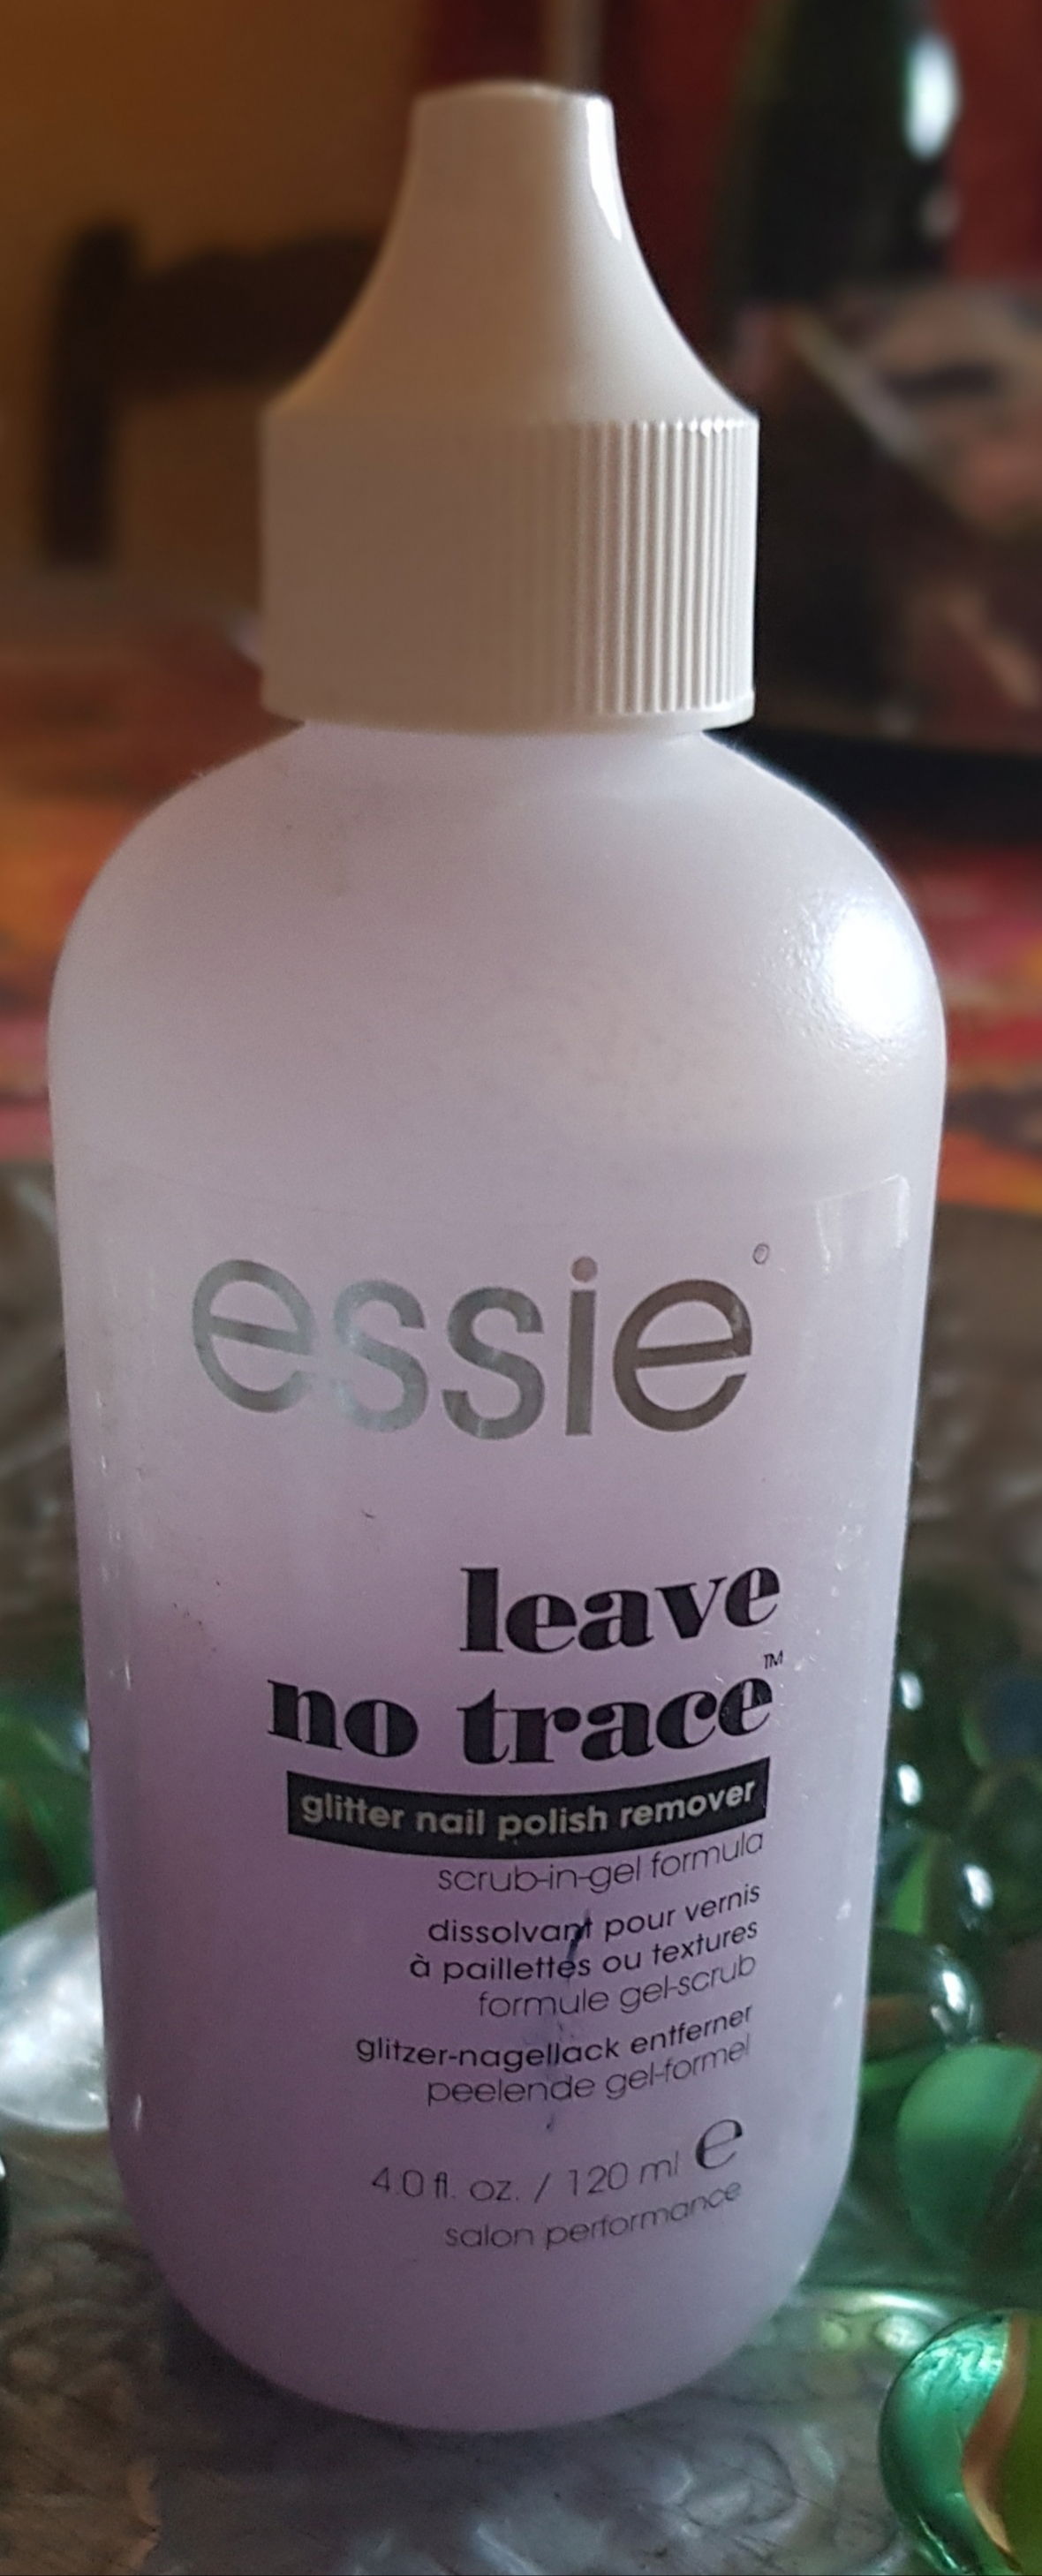 essie®
leave
no trace™
glitter nail polish remover
scrub-in-gel formula
dissolvant pour vernis
à paillettes ou textures
formule gel-scrub
glitzer-nagellack entferner
peelende gel-formel
4.0 fl. oz. / 120 ml ℮
salon performance